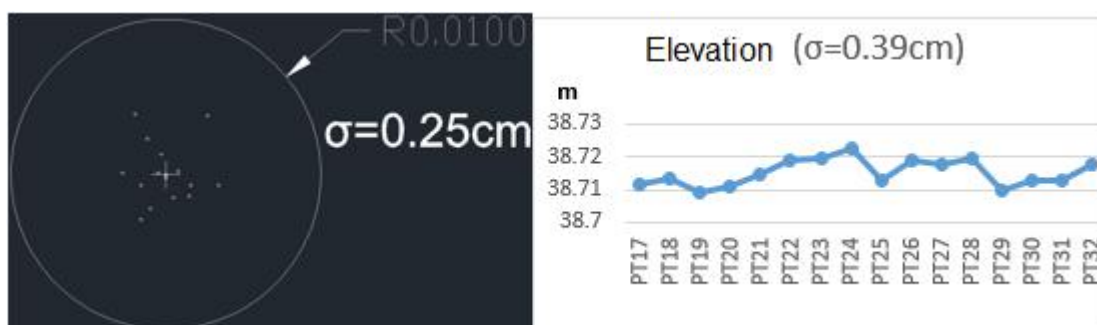 R0.0100
σ=0.25cm
Elevation (σ=0.39cm)
m
38.73
38.72
38.71
38.7
PT17
PT18
PT19
PT20
PT21
PT22
PT23
PT24
PT25
PT26
PT27
PT28
PT29
PT30
PT31
PT32